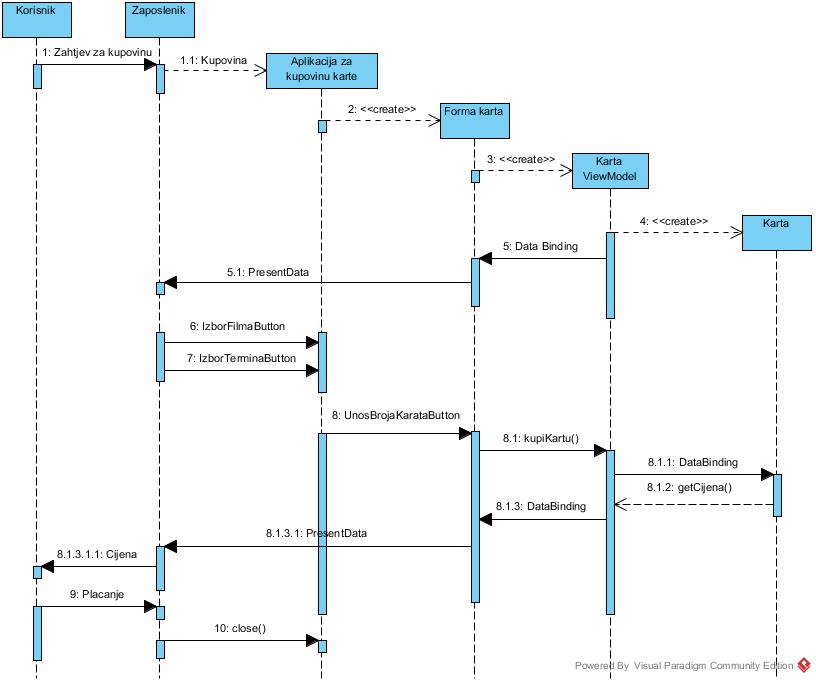 Korisnik
Zaposlenik
1: Zahtjev za kupovinu
1.1: Kupovina
Aplikacija za
kupovinu karte
2: <<create>>
Forma karta
3: <<create>>
Karta
ViewModel
4: <<create>>
Karta
5: Data Binding
5.1: PresentData
6: IzborFilmaButton
7: IzborTerminaButton
8: UnosBrojaKarataButton
8.1: kupiKartu()
8.1.1: DataBinding
8.1.2: getCijena()
8.1.3: DataBinding
8.1.3.1: PresentData
8.1.3.1.1: Cijena
9: Placanje
10: close()
Powered By Visual Paradigm Community Edition